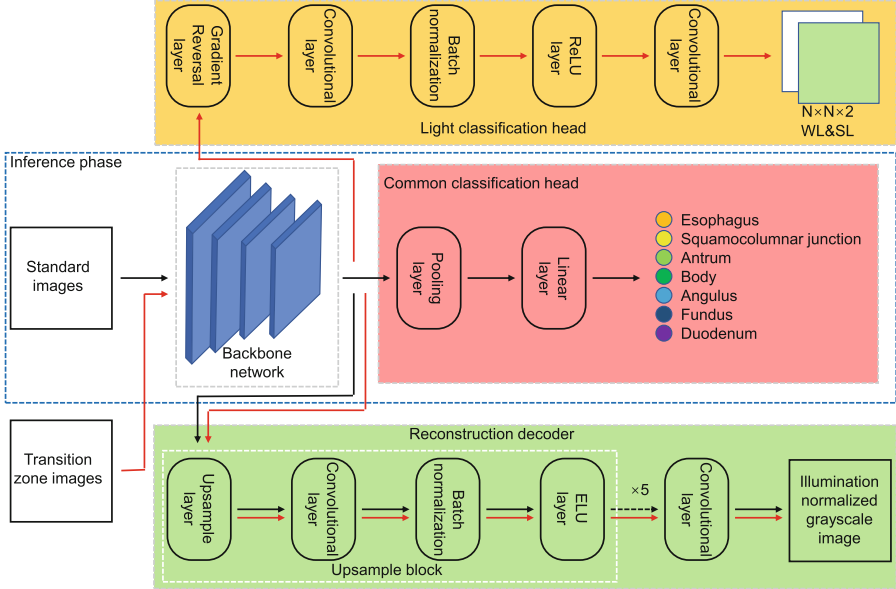 Gradient
Reversal
layer
Convolutional
layer
Batch
normalization
ReLU
layer
Convolutional
layer
N×N×2
WL&SL
Light classification head
Inference phase
Standard
images
Backbone
network
Common classification head
Pooling
layer
Linear
layer
Esophagus
Squamocolumnar junction
Antrum
Body
Angulus
Fundus
Duodenum
Transition
zone images
Reconstruction decoder
Upsample
layer
Convolutional
layer
Batch
normalization
ELU
layer
×5
Convolutional
layer
Illumination
normalized
grayscale
image
Upsample block